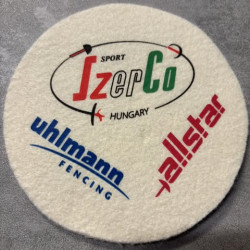 SPORT
SzerCo
HUNGARY
uhlmann
FENCING
allstar